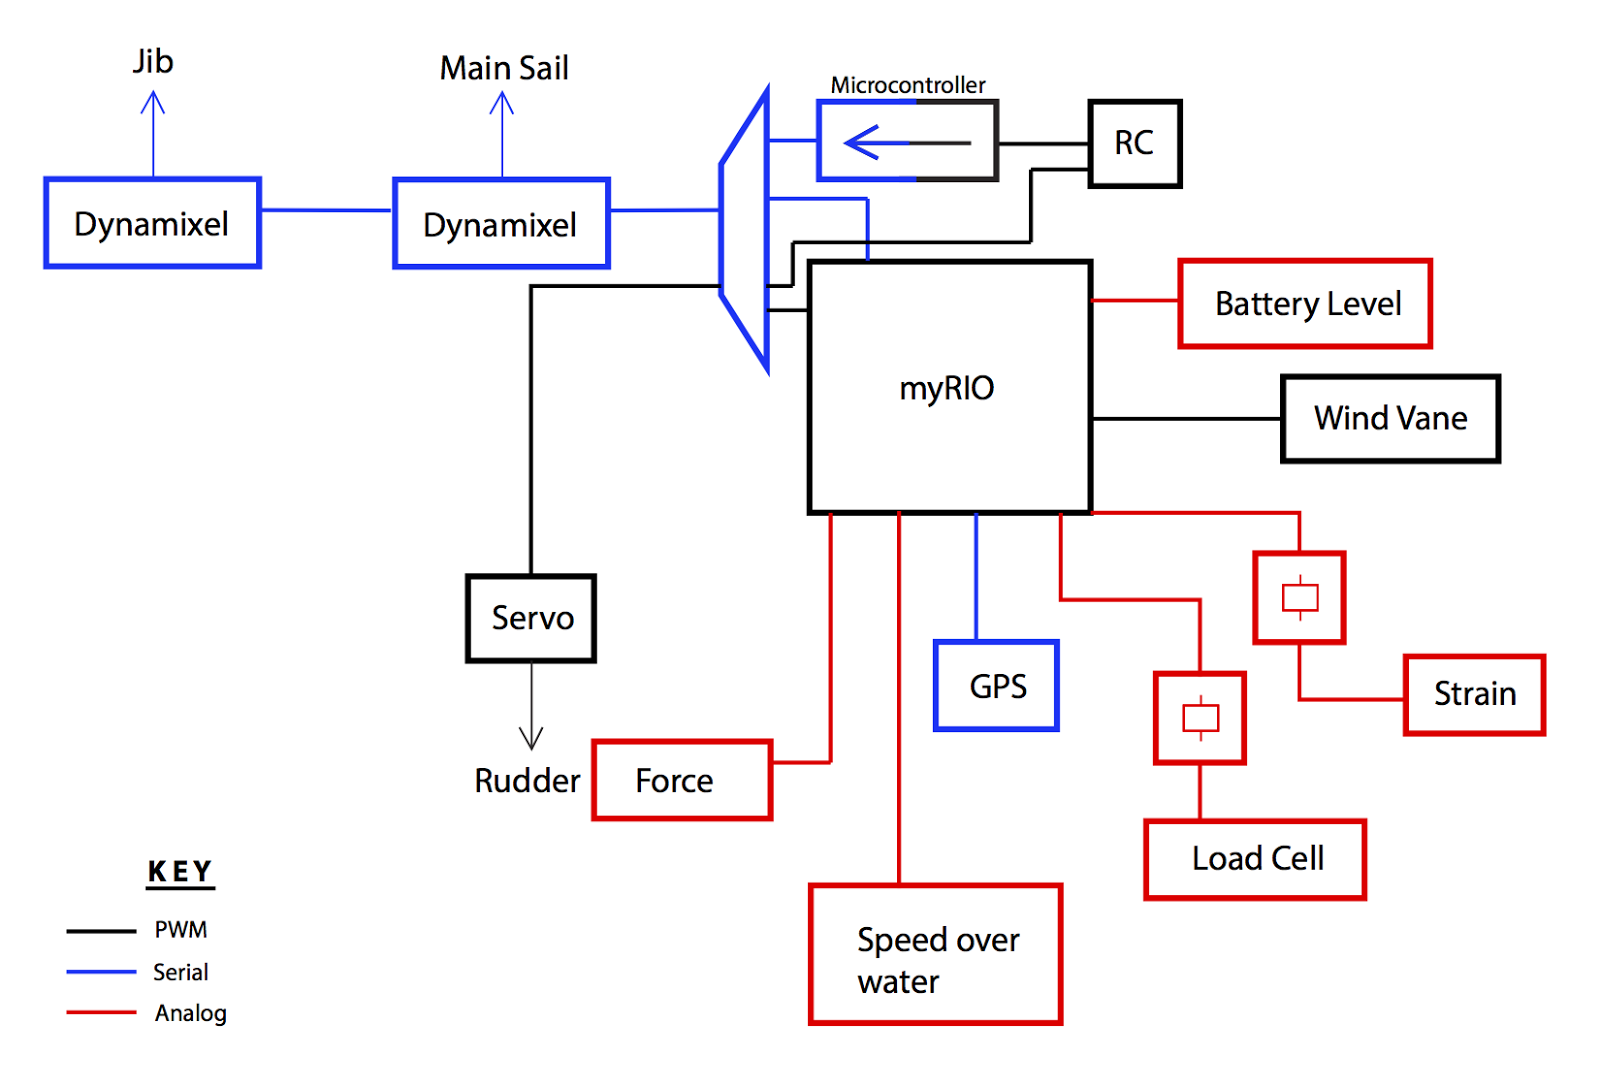 Jib
Main Sail
Microcontroller
RC
Dynamixel
Dynamixel
Battery Level
myRIO
Wind Vane
Servo
GPS
Strain
Rudder
Force
Load Cell
Speed over
water
KEY
PWM
Serial
Analog